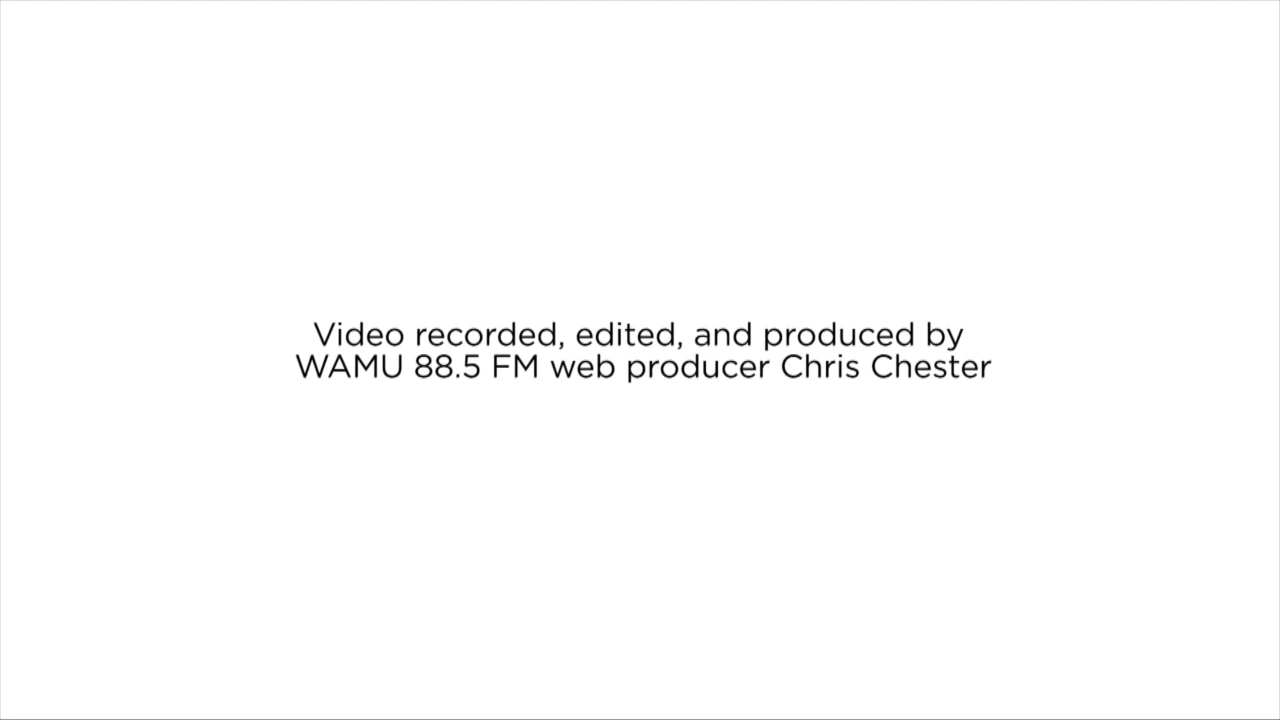 Video recorded, edited, and produced by
WAMU 88.5 FM web producer Chris Chester